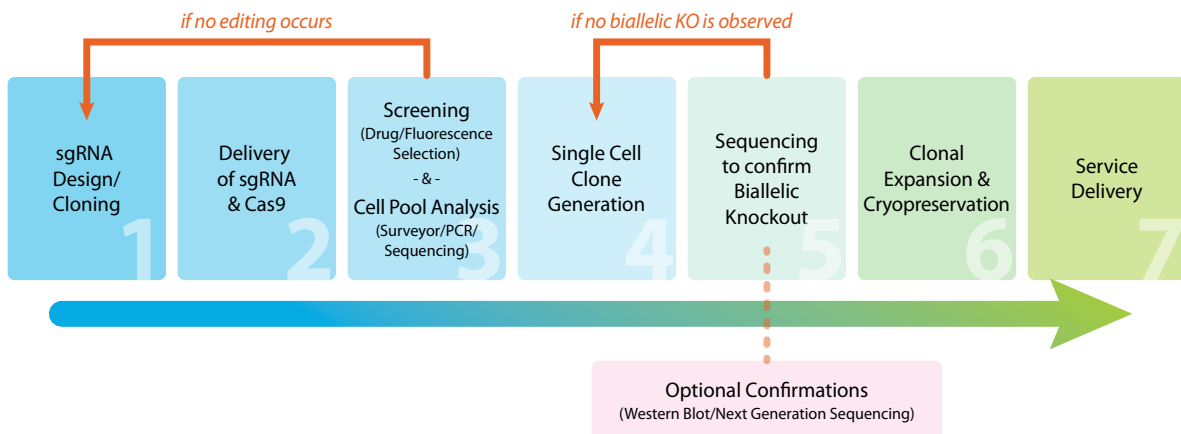 if no editing occurs
if no biallelic KO is observed
sgRNA
Design/
Cloning
1
Delivery
of sgRNA
& Cas9
2
Screening
(Drug/Fluorescence
Selection)
- & -
Cell Pool Analysis
(Surveyor/PCR/
Sequencing)
3
Single Cell
Clone
Generation
4
Sequencing
to confirm
Biallelic
Knockout
5
Clonal
Expansion &
Cryopreservation
6
Service
Delivery
7
Optional Confirmations
(Western Blot/Next Generation Sequencing)